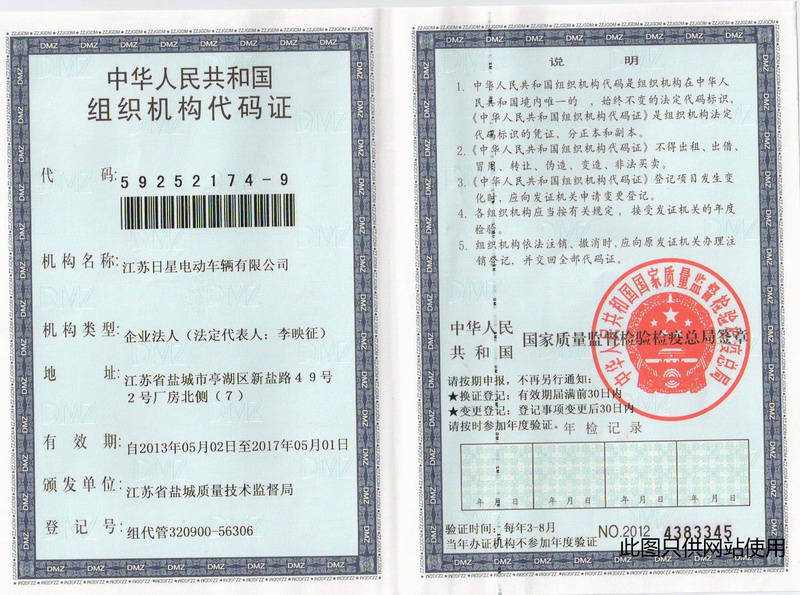 中华人民共和国
组织机构代码证
代 码: 59252174-9
机构名称: 江苏日星电动车辆有限公司
机构类型: 企业法人（法定代表人：李映征）
地 址: 江苏省盐城市亭湖区新盐路４９号
２号厂房北侧（７）
有 效 期: 自2013年05月02日至2017年05月01日
颁发单位: 江苏省盐城质量技术监督局
登 记 号: 组代管320900-56306
说 明
1. 中华人民共和国组织机构代码是组织机构在中华人
民共和国境内唯一的、始终不变的法定代码标识，
《中华人民共和国组织机构代码证》是组织机构法定
代码标识的凭证，分正本和副本。
2.《中华人民共和国组织机构代码证》不得出租、出借、
冒用、转让、伪造、变造、非法买卖。
3.《中华人民共和国组织机构代码证》登记项目发生变
化时，应向发证机关申请变更登记。
4. 各组织机构应当按有关规定，接受发证机关的年度
检验。
5. 组织机构依法注销、撤消时，应向原发证机关办理注
销登记，并交回全部代码证。
中华人民
共和国 国家质量监督检验检疫总局签章
中华人民共和国国家质量监督检验检疫总局
请按期申报，不再另行通知：
★换证登记：有效期届满前30日内
★变更登记：登记事项变更后30日内
请按时参加年度验证。 年检记录
年 月 日 年 月 日 年 月 日 年 月 日
验证时间：每年3-8月 NO.2012 4383345
当年办证机构不参加年度验证
此图只供网站使用